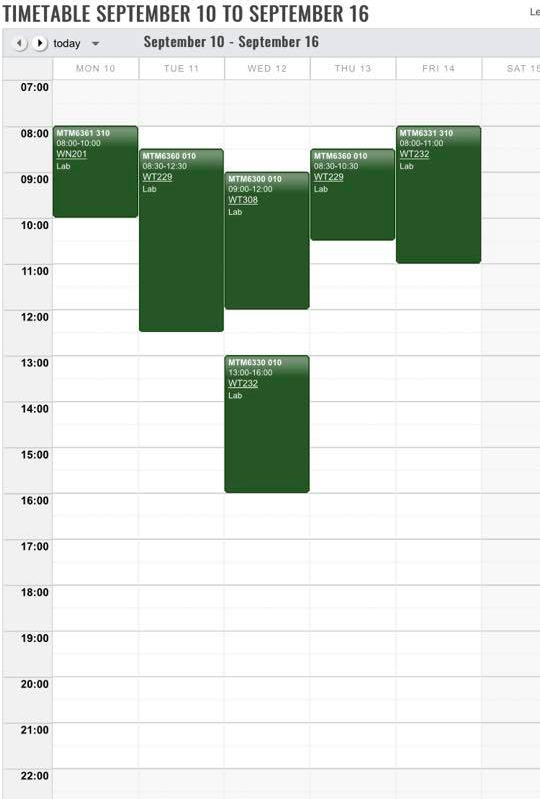 TIMETABLE SEPTEMBER 10 TO SEPTEMBER 16
Le
today
September 10 - September 16
MON 10
TUE 11
WED 12
THU 13
FRI 14
SAT 15
07:00
08:00
09:00
10:00
11:00
12:00
13:00
14:00
15:00
16:00
17:00
18:00
19:00
20:00
21:00
22:00
MTM6361 310
08:00-10:00
WN201
Lab
MTM6360 010
08:30-12:30
WT229
Lab
MTM6300 010
09:00-12:00
WT308
Lab
MTM6330 010
13:00-16:00
WT232
Lab
MTM6360 010
08:30-10:30
WT229
Lab
MTM6331 310
08:00-11:00
WT232
Lab